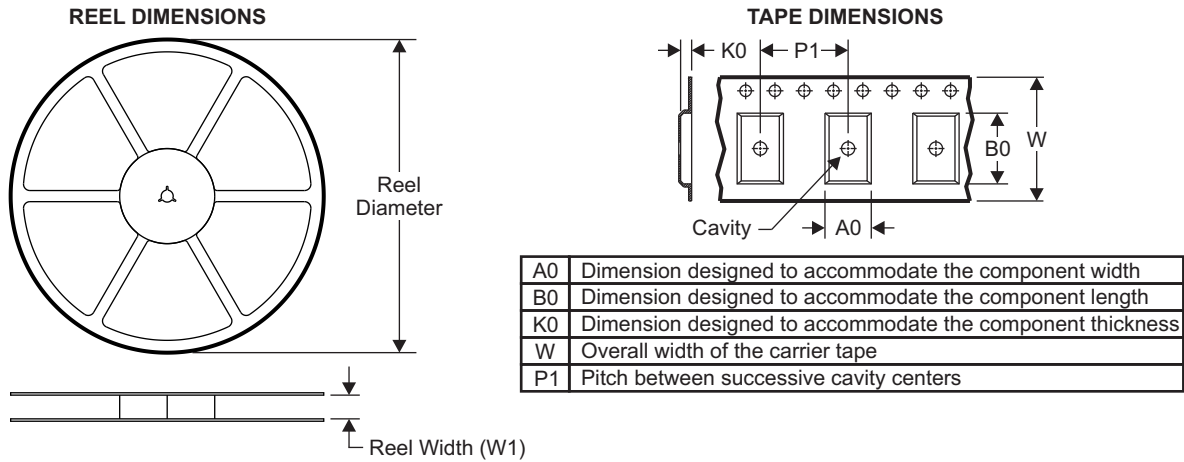 REEL DIMENSIONS
Reel
Diameter
Reel Width (W1)
TAPE DIMENSIONS
K0
P1
B0
W
Cavity
A0
A0 Dimension designed to accommodate the component width
B0 Dimension designed to accommodate the component length
K0 Dimension designed to accommodate the component thickness
W Overall width of the carrier tape
P1 Pitch between successive cavity centers